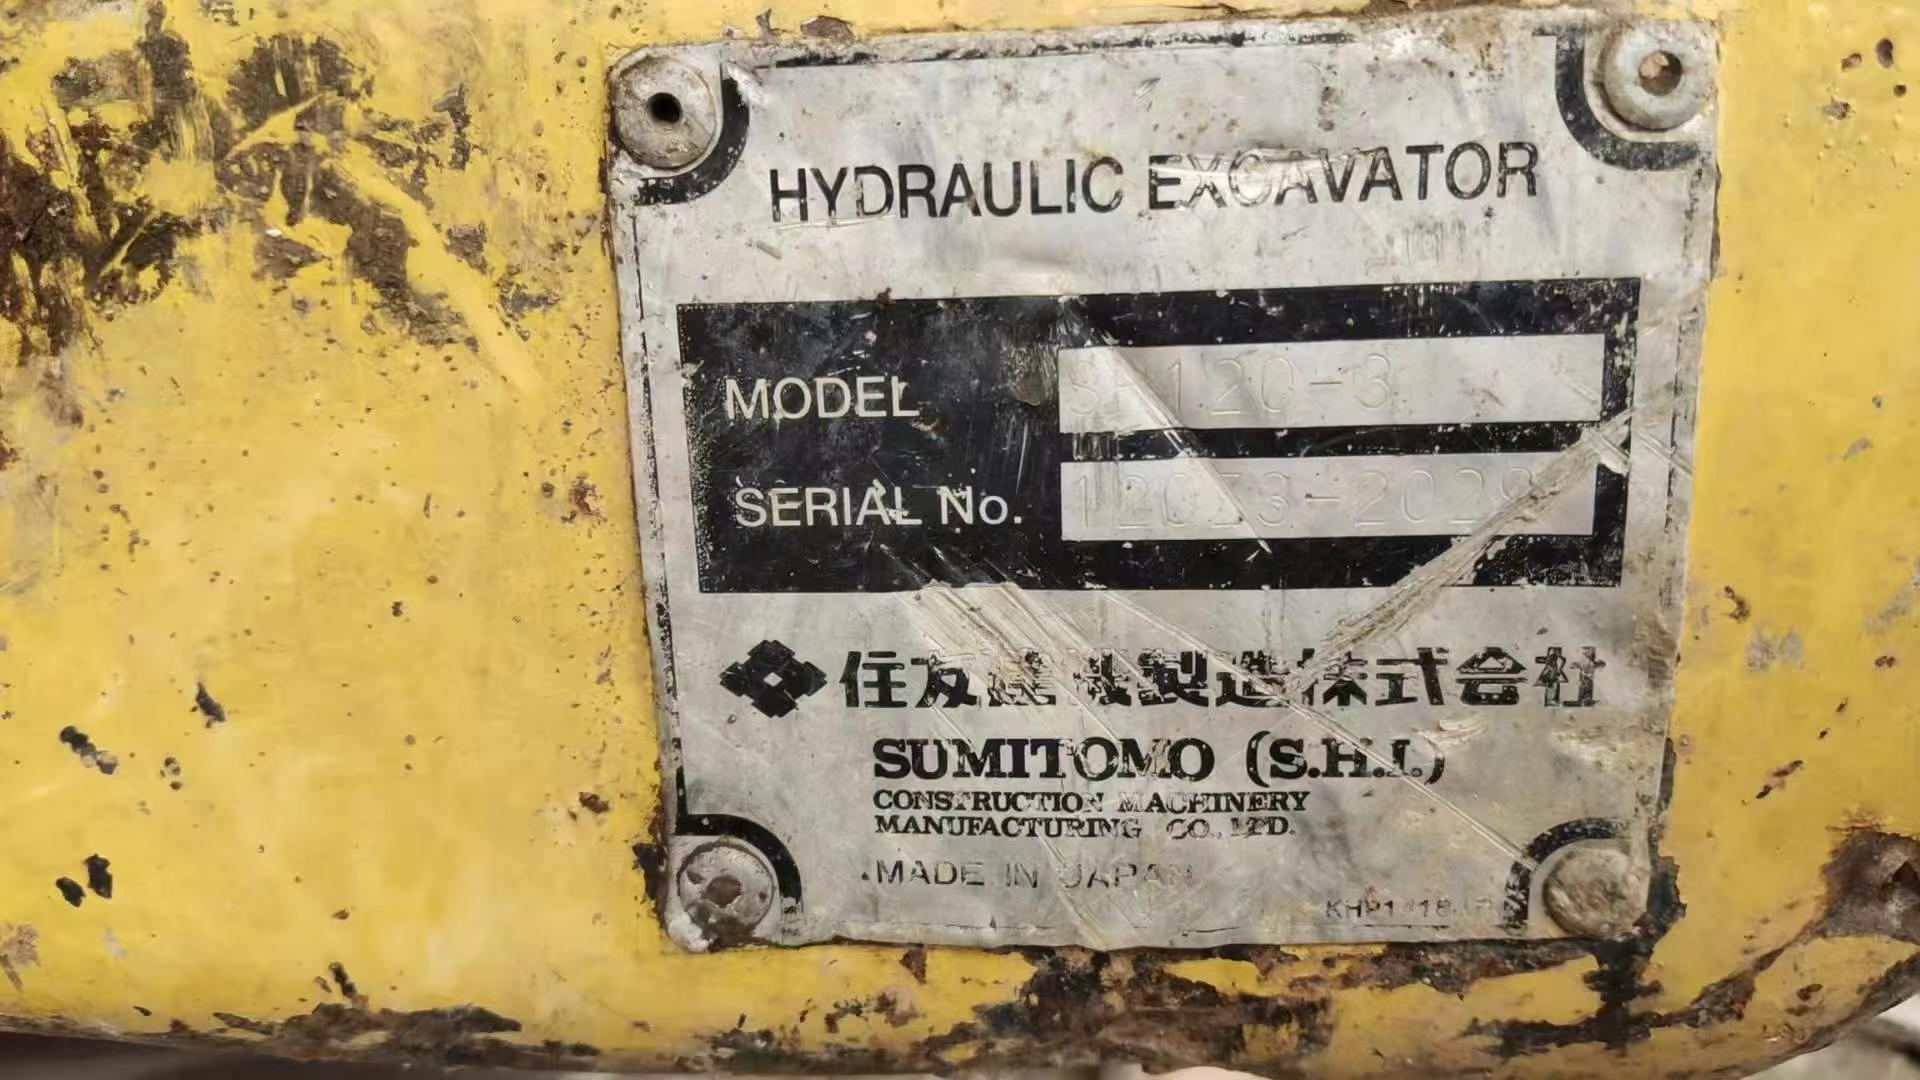 HYDRAULIC EXCAVATOR
MODEL SH120-3
SERIAL No.
住友建機製造株式会社
SUMITOMO (S.H.I.)
CONSTRUCTION MACHINERY
MANUFACTURING CO., LTD.
MADE IN JAPAN